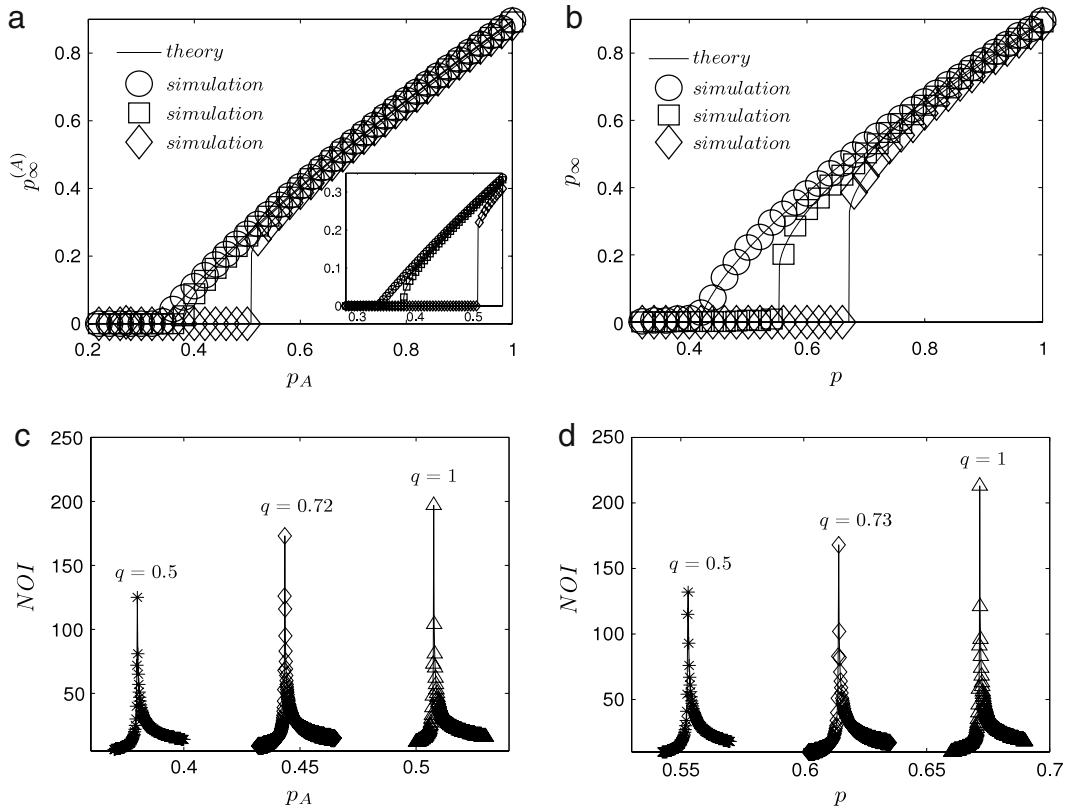 a
0.8
0.6
0.4
0.2
0
p∞^(A)
theory
simulation
simulation
simulation
0.3
0.2
0.1
0
0.3 0.4 0.5
0.2 0.4 0.6 0.8 1
p_A
b
0.8
0.6
0.4
0.2
0
p∞
theory
simulation
simulation
simulation
0.4 0.6 0.8 1
p
c
250
200
150
100
50
NOI
q = 0.5
q = 0.72
q = 1
0.4 0.45 0.5
p_A
d
250
200
150
100
50
NOI
q = 0.5
q = 0.73
q = 1
0.55 0.6 0.65 0.7
p